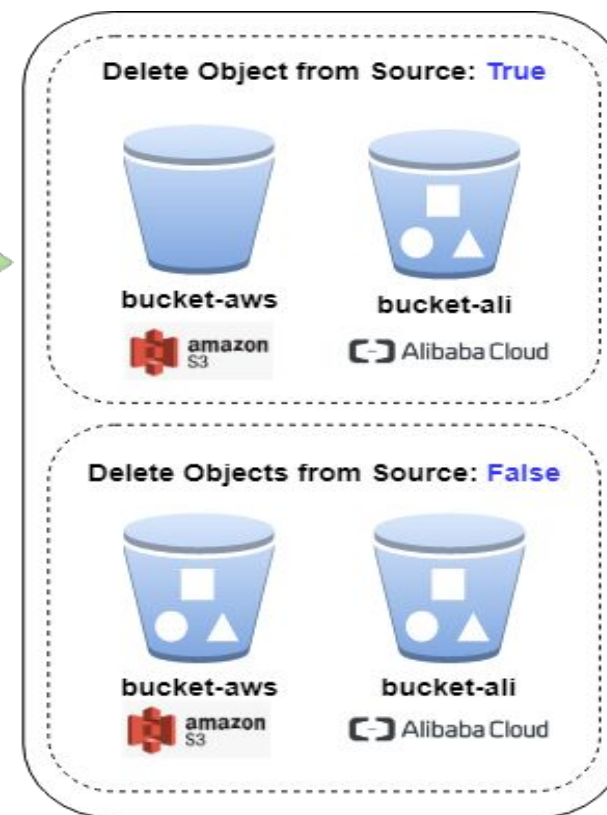 Delete Object from Source: True
bucket-aws
bucket-ali
amazon
S3
Alibaba Cloud
Delete Objects from Source: False
bucket-aws
bucket-ali
amazon
S3
Alibaba Cloud